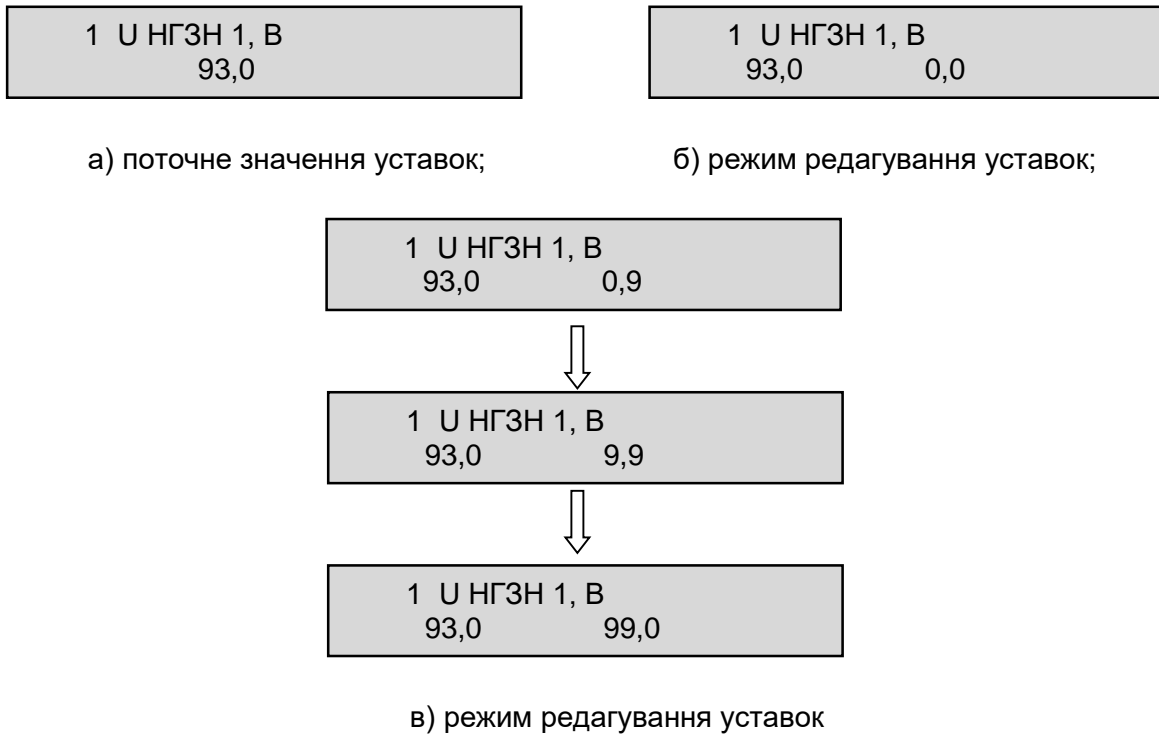 1 U НГЗН 1, В
93,0
1 U НГЗН 1, В
93,0 0,0
а) поточне значення уставок;
б) режим редагування уставок;
1 U НГЗН 1, В
93,0 0,9
1 U НГЗН 1, В
93,0 9,9
1 U НГЗН 1, В
93,0 99,0
в) режим редагування уставок